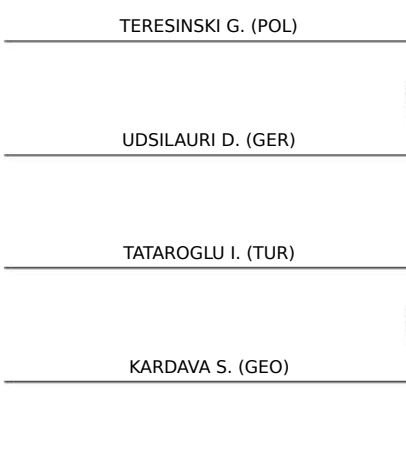 TERESINSKI G. (POL)
UDSILAURI D. (GER)
TATAROGLU I. (TUR)
KARDAVA S. (GEO)